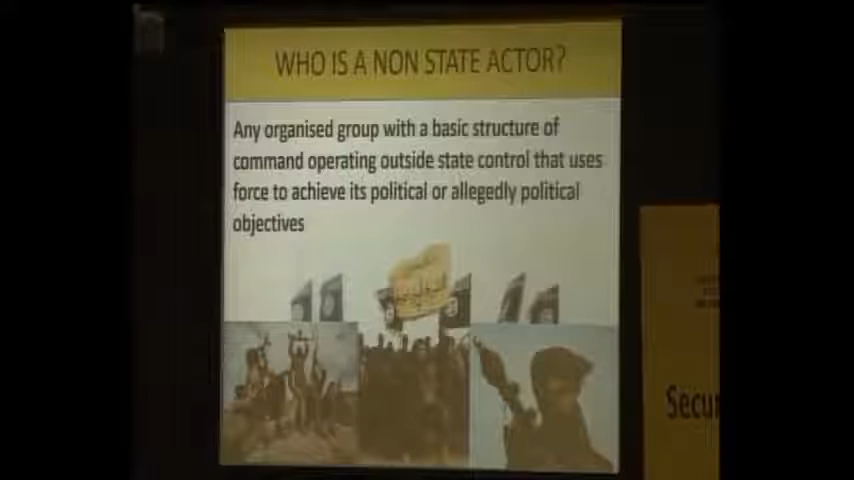 WHO IS A NON STATE ACTOR?
Any organised group with a basic structure of
command operating outside state control that uses
force to achieve its political or allegedly political
objectives